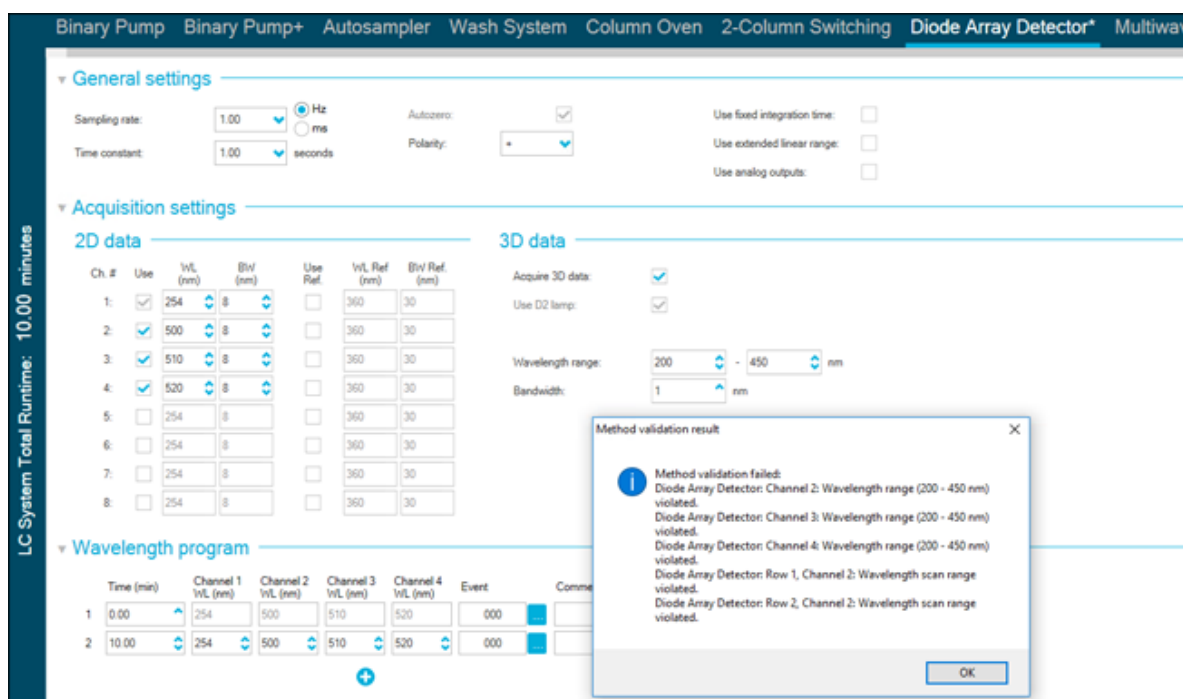 Binary Pump Binary Pump+ Autosampler Wash System Column Oven 2-Column Switching Diode Array Detector* Multiwav
LC System Total Runtime: 10.00 minutes
General settings
Sampling rate: 1.00 Hz ms Autozero: Use fixed integration time:
Time constant: 1.00 seconds Polarity: + Use extended linear range:
Use analog outputs:
Acquisition settings
2D data 3D data
Ch. # Use WL (nm) BW (nm) Use Ref. WL Ref (nm) BW Ref. (nm)
Acquire 3D data:
1: 254 8 360 30
Use D2 lamp:
2: 500 8 360 30
3: 510 8 360 30
Wavelength range: 200 - 450 nm
4: 520 8 360 30
Bandwidth: 1 nm
5: 254 8 360 30
6: 254 8 360 30
7: 254 8 360 30
8: 254 8 360 30
Wavelength program
Time (min) Channel 1 WL (nm) Channel 2 WL (nm) Channel 3 WL (nm) Channel 4 WL (nm) Event Comme
1 0.00 254 500 510 520 000 ...
2 10.00 254 500 510 520 000 ...
Method validation result
Method validation failed:
Diode Array Detector: Channel 2: Wavelength range (200 - 450 nm)
violated.
Diode Array Detector: Channel 3: Wavelength range (200 - 450 nm)
violated.
Diode Array Detector: Channel 4: Wavelength range (200 - 450 nm)
violated.
Diode Array Detector: Row 1, Channel 2: Wavelength scan range
violated.
Diode Array Detector: Row 2, Channel 2: Wavelength scan range
violated.
OK